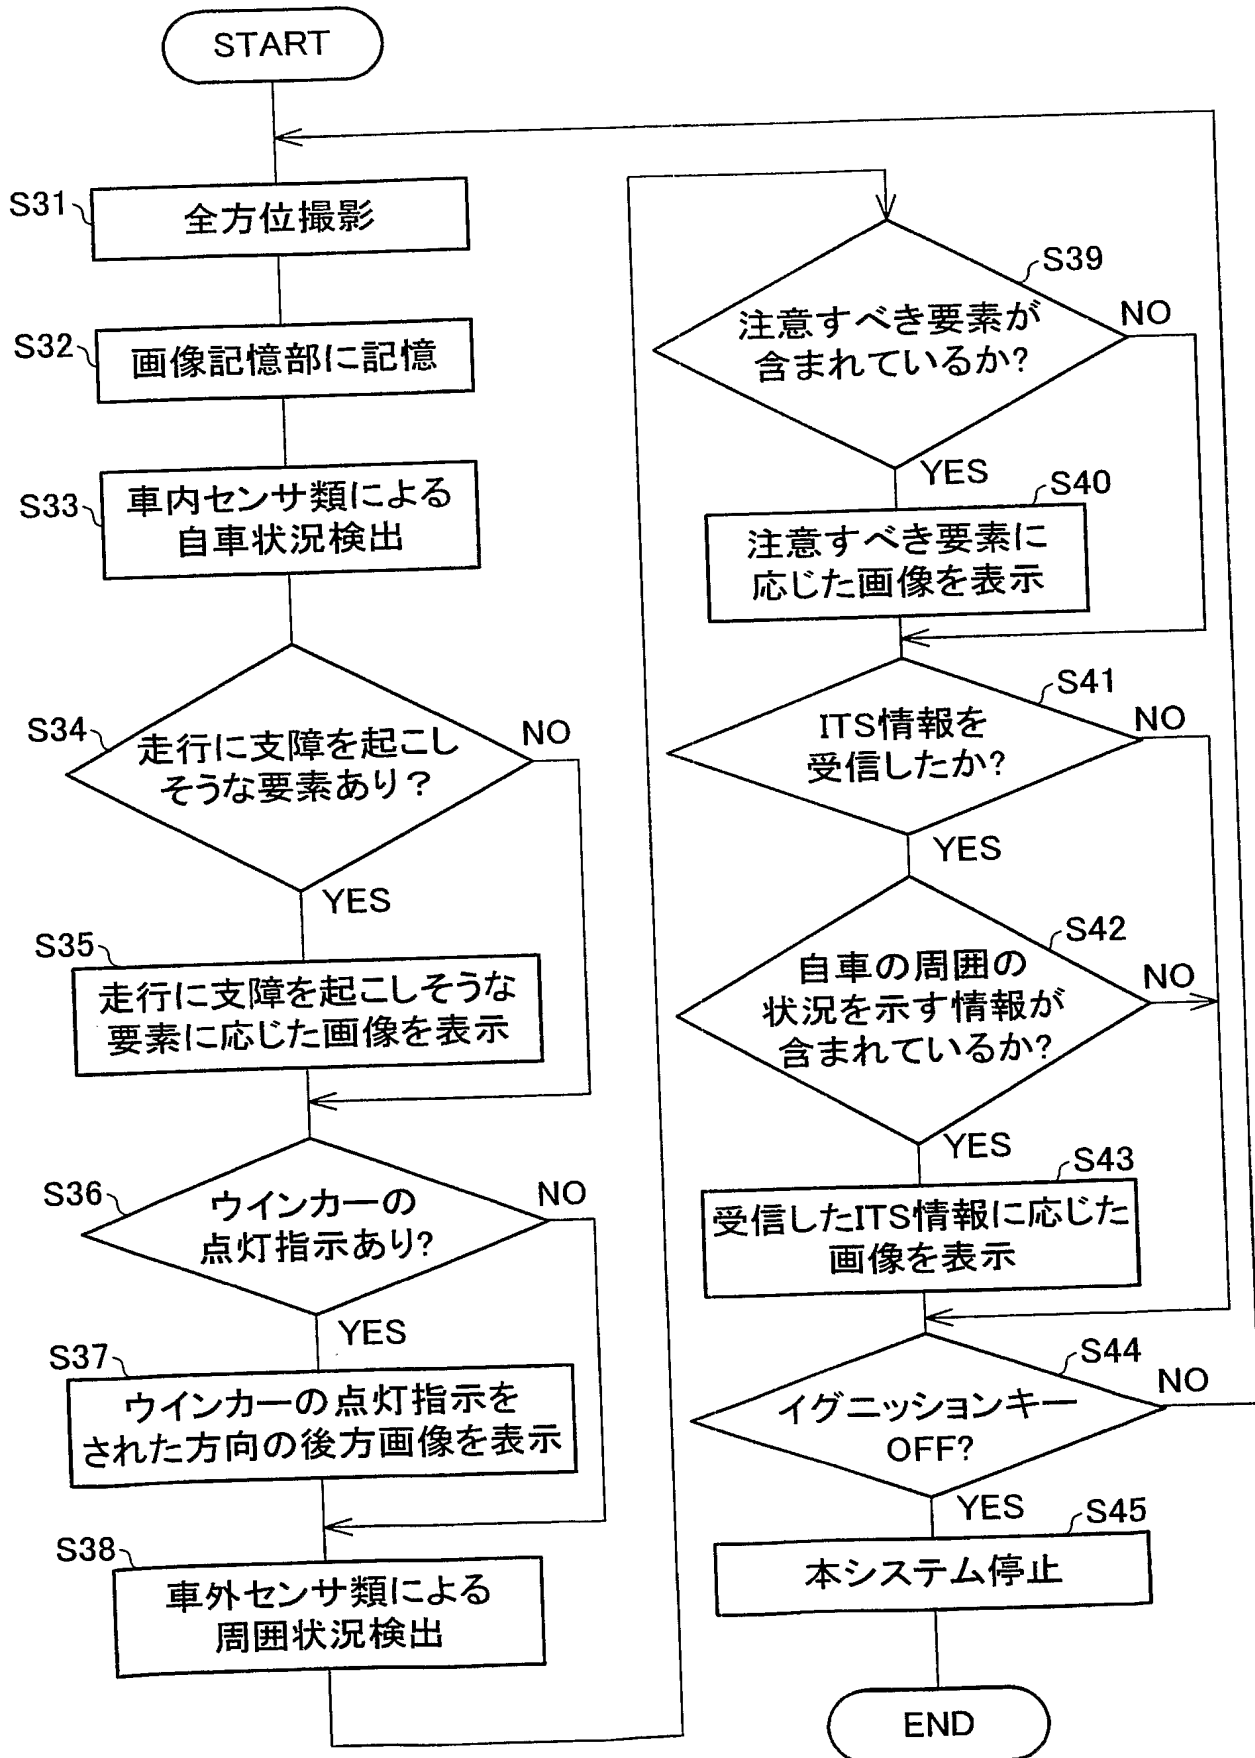 START
S31
全方位撮影
S32
画像記憶部に記憶
S33
車内センサ類による
自車状況検出
S34
走行に支障を起こし
そうな要素あり?
NO
YES
S35
走行に支障を起こしそうな
要素に応じた画像を表示
S36
ウインカーの
点灯指示あり?
NO
YES
S37
ウインカーの点灯指示を
された方向の後方画像を表示
S38
車外センサ類による
周囲状況検出
S39
注意すべき要素が
含まれているか?
NO
YES
S40
注意すべき要素に
応じた画像を表示
S41
ITS情報を
受信したか?
NO
YES
S42
自車の周囲の
状況を示す情報が
含まれているか?
NO
YES
S43
受信したITS情報に応じた
画像を表示
S44
イグニッションキー
OFF?
NO
YES
S45
本システム停止
END